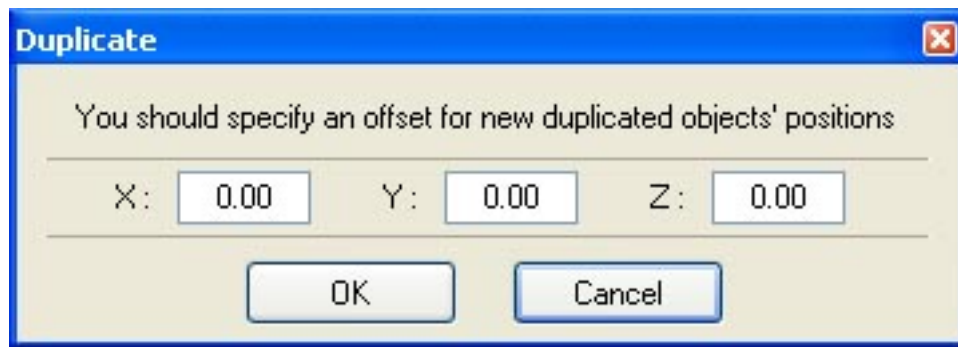 Duplicate
You should specify an offset for new duplicated objects' positions
X: 0.00 Y: 0.00 Z: 0.00
OK Cancel